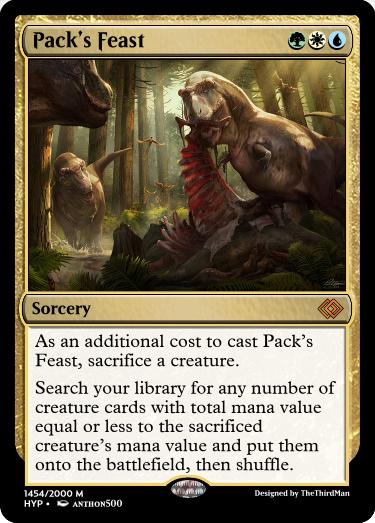 Pack's Feast
Sorcery
As an additional cost to cast Pack's
Feast, sacrifice a creature.
Search your library for any number of
creature cards with total mana value
equal or less to the sacrificed
creature's mana value and put them
onto the battlefield, then shuffle.
1454/2000 M
HYP • ANTHON500
Designed by TheThirdMan